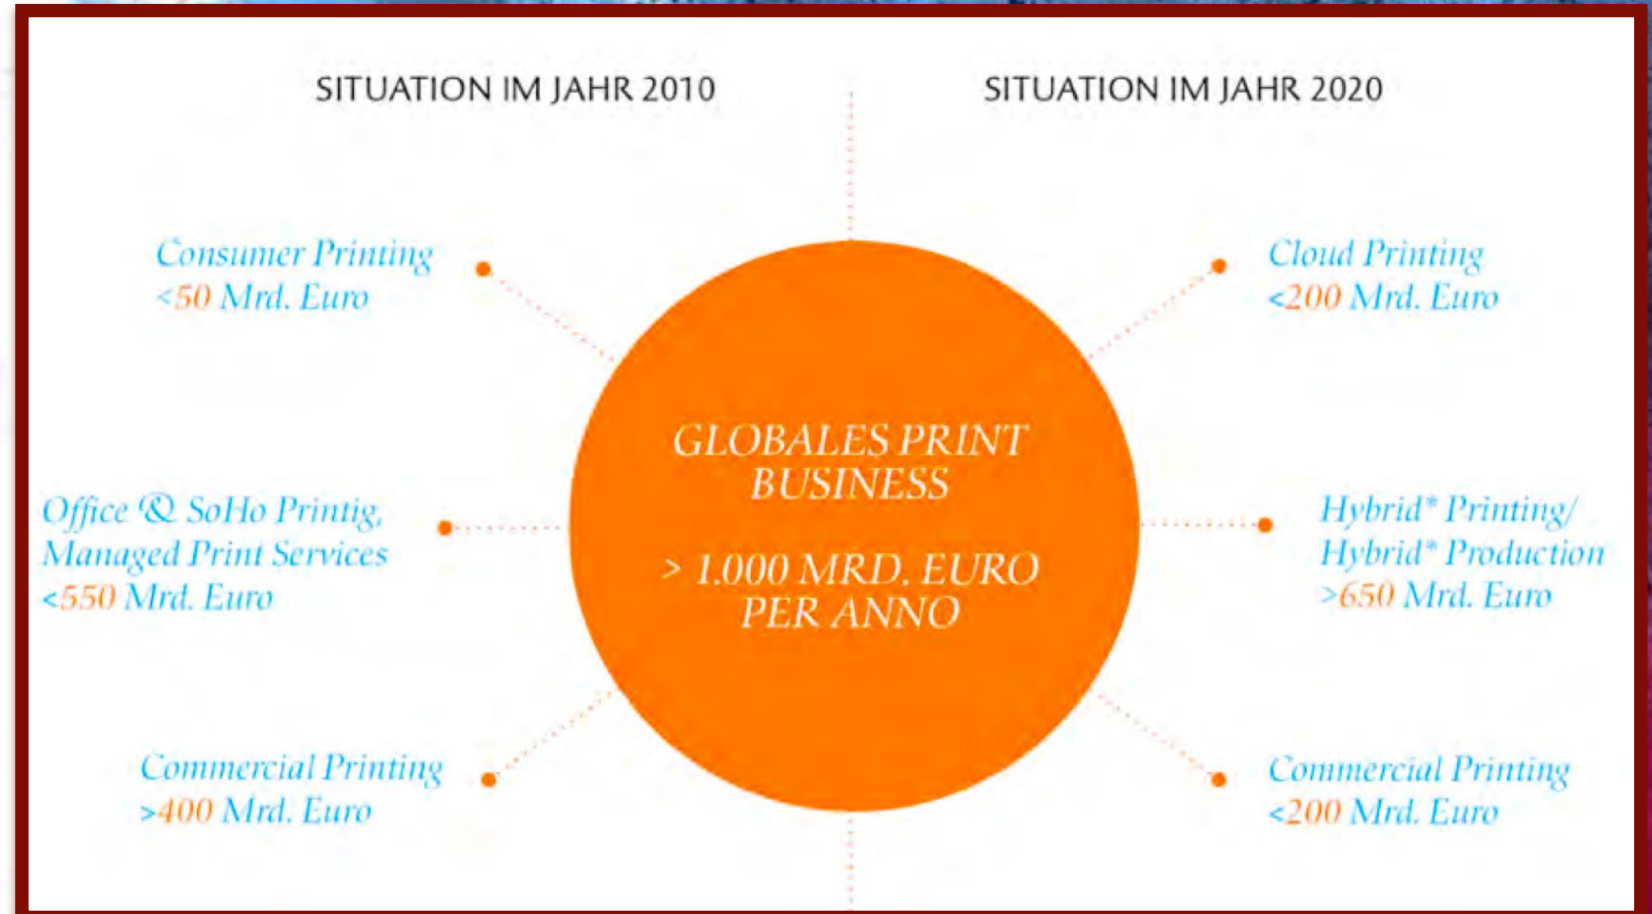 SITUATION IM JAHR 2010
SITUATION IM JAHR 2020
Consumer Printing
<50 Mrd. Euro
Cloud Printing
<200 Mrd. Euro
GLOBALES PRINT
BUSINESS
> 1.000 MRD. EURO
PER ANNO
Office & SoHo Printig,
Managed Print Services
<550 Mrd. Euro
Hybrid* Printing/
Hybrid* Production
>650 Mrd. Euro
Commercial Printing
>400 Mrd. Euro
Commercial Printing
<200 Mrd. Euro